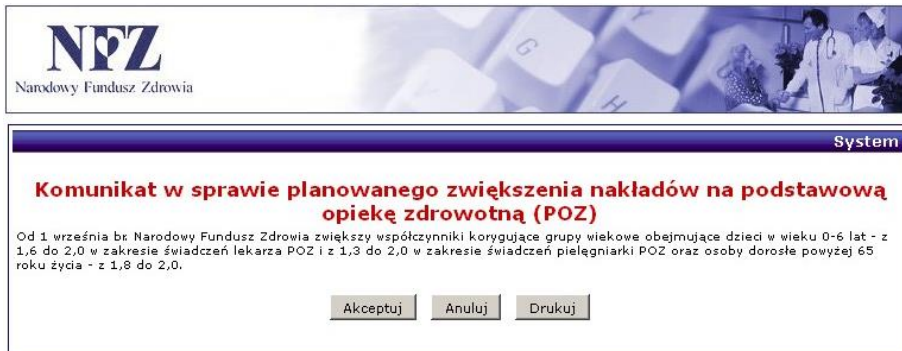 NFZ
Narodowy Fundusz Zdrowia
G
H
System
Komunikat w sprawie planowanego zwiększenia nakładów na podstawową
opiekę zdrowotną (POZ)
Od 1 września br. Narodowy Fundusz Zdrowia zwiększy współczynniki korygujące grupy wiekowe obejmujące dzieci w wieku 0-6 lat - z
1,6 do 2,0 w zakresie świadczeń lekarza POZ i z 1,3 do 2,0 w zakresie świadczeń pielęgniarki POZ oraz osoby dorosłe powyżej 65
roku życia - z 1,8 do 2,0.
Akceptuj Anuluj Drukuj